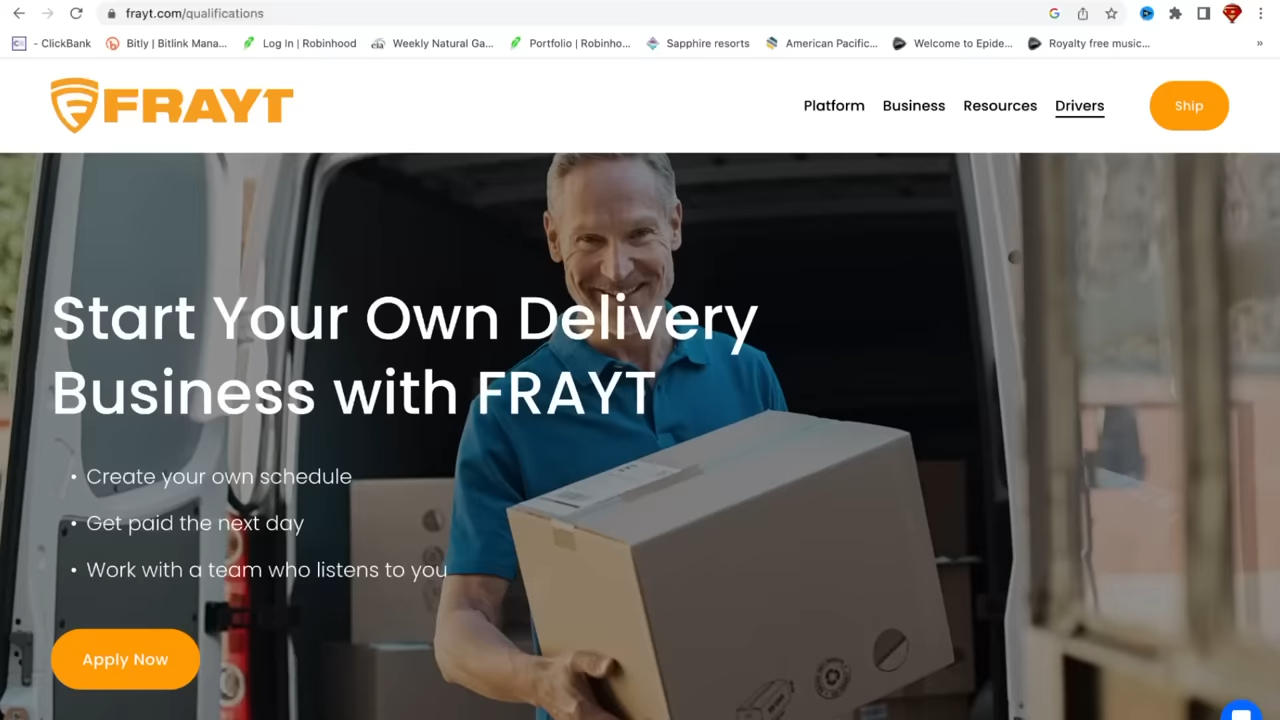 frayt.com/qualifications
- ClickBank
Bitly | Bitlink Mana...
Log In | Robinhood
Weekly Natural Ga...
Portfolio | Robinho...
Sapphire resorts
American Pacific...
Welcome to Epide...
Royalty free music...
»
FRAYT
Platform
Business
Resources
Drivers
Ship
Start Your Own Delivery
Business with FRAYT
• Create your own schedule
• Get paid the next day
• Work with a team who listens to you
Apply Now